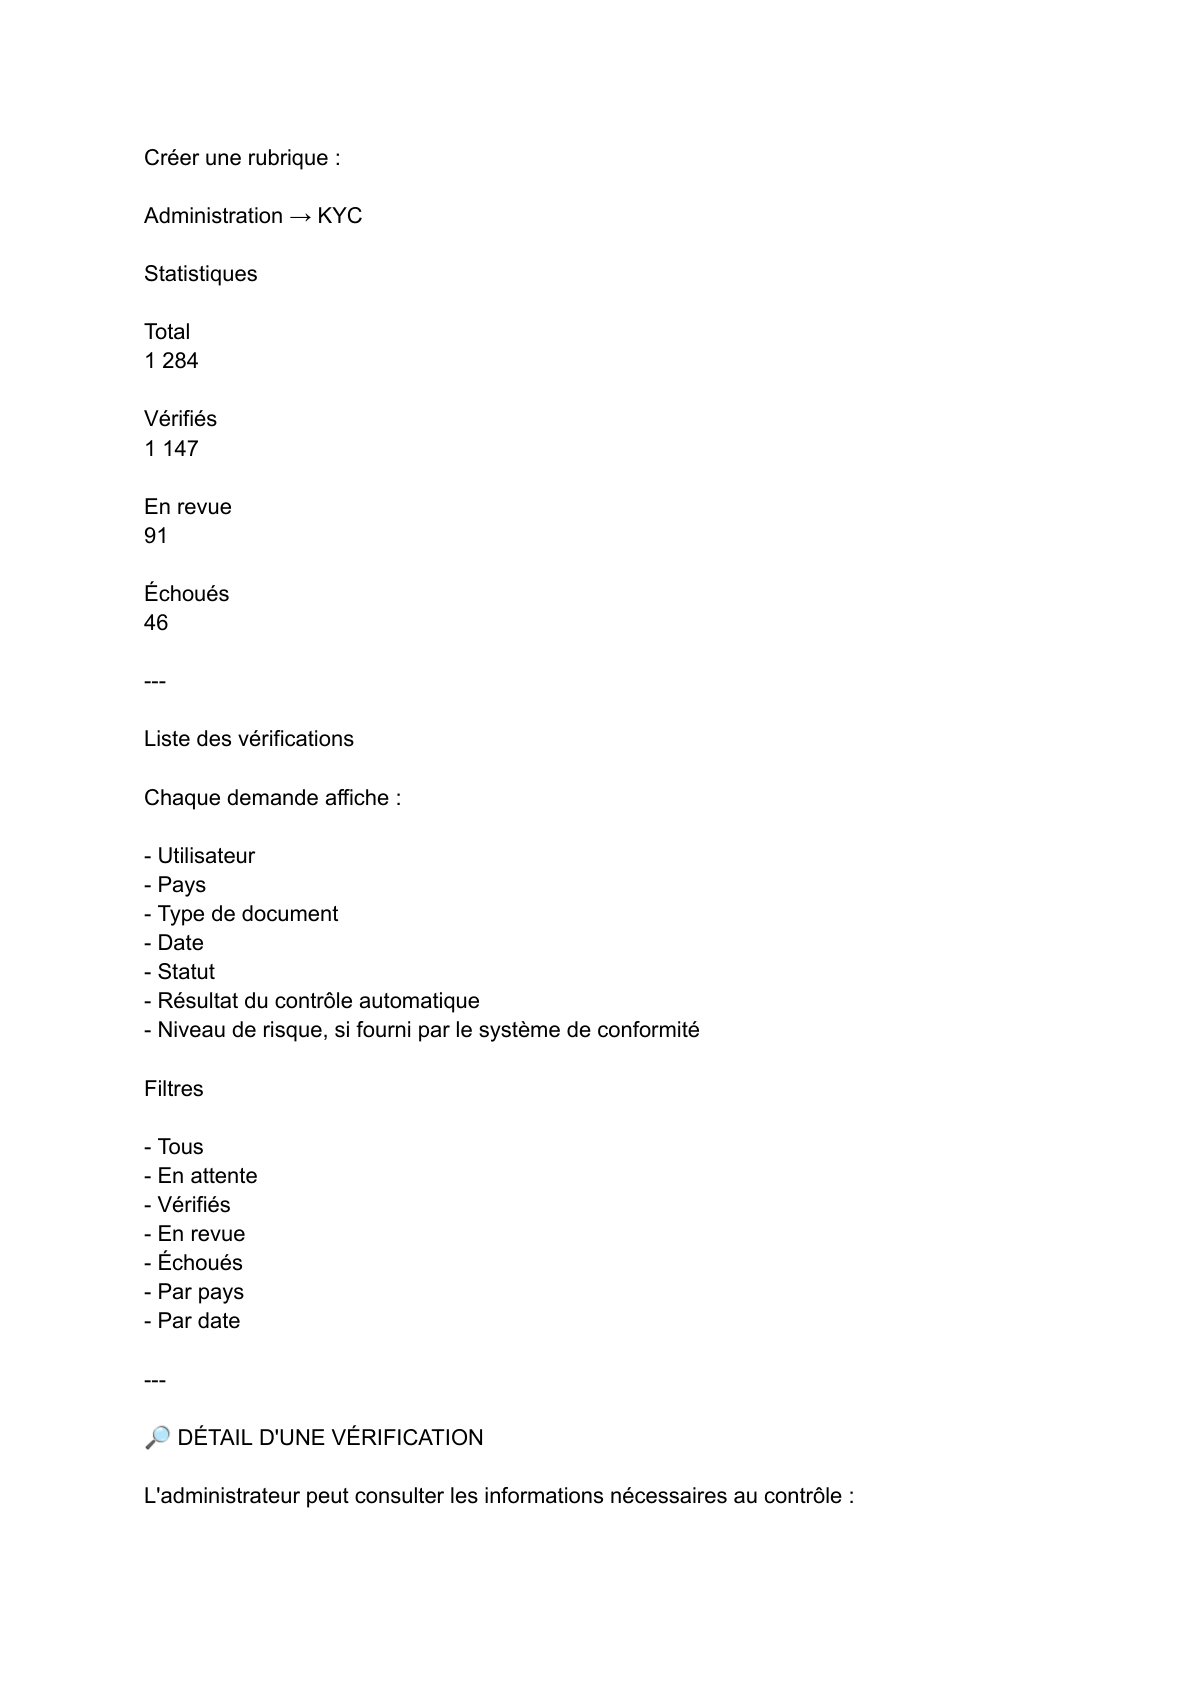 Créer une rubrique :
Administration → KYC
Statistiques
Total
1 284
Vérifiés
1 147
En revue
91
Échoués
46
---
Liste des vérifications
Chaque demande affiche :
- Utilisateur
- Pays
- Type de document
- Date
- Statut
- Résultat du contrôle automatique
- Niveau de risque, si fourni par le système de conformité
Filtres
- Tous
- En attente
- Vérifiés
- En revue
- Échoués
- Par pays
- Par date
---
🔎 DÉTAIL D'UNE VÉRIFICATION
L'administrateur peut consulter les informations nécessaires au contrôle :